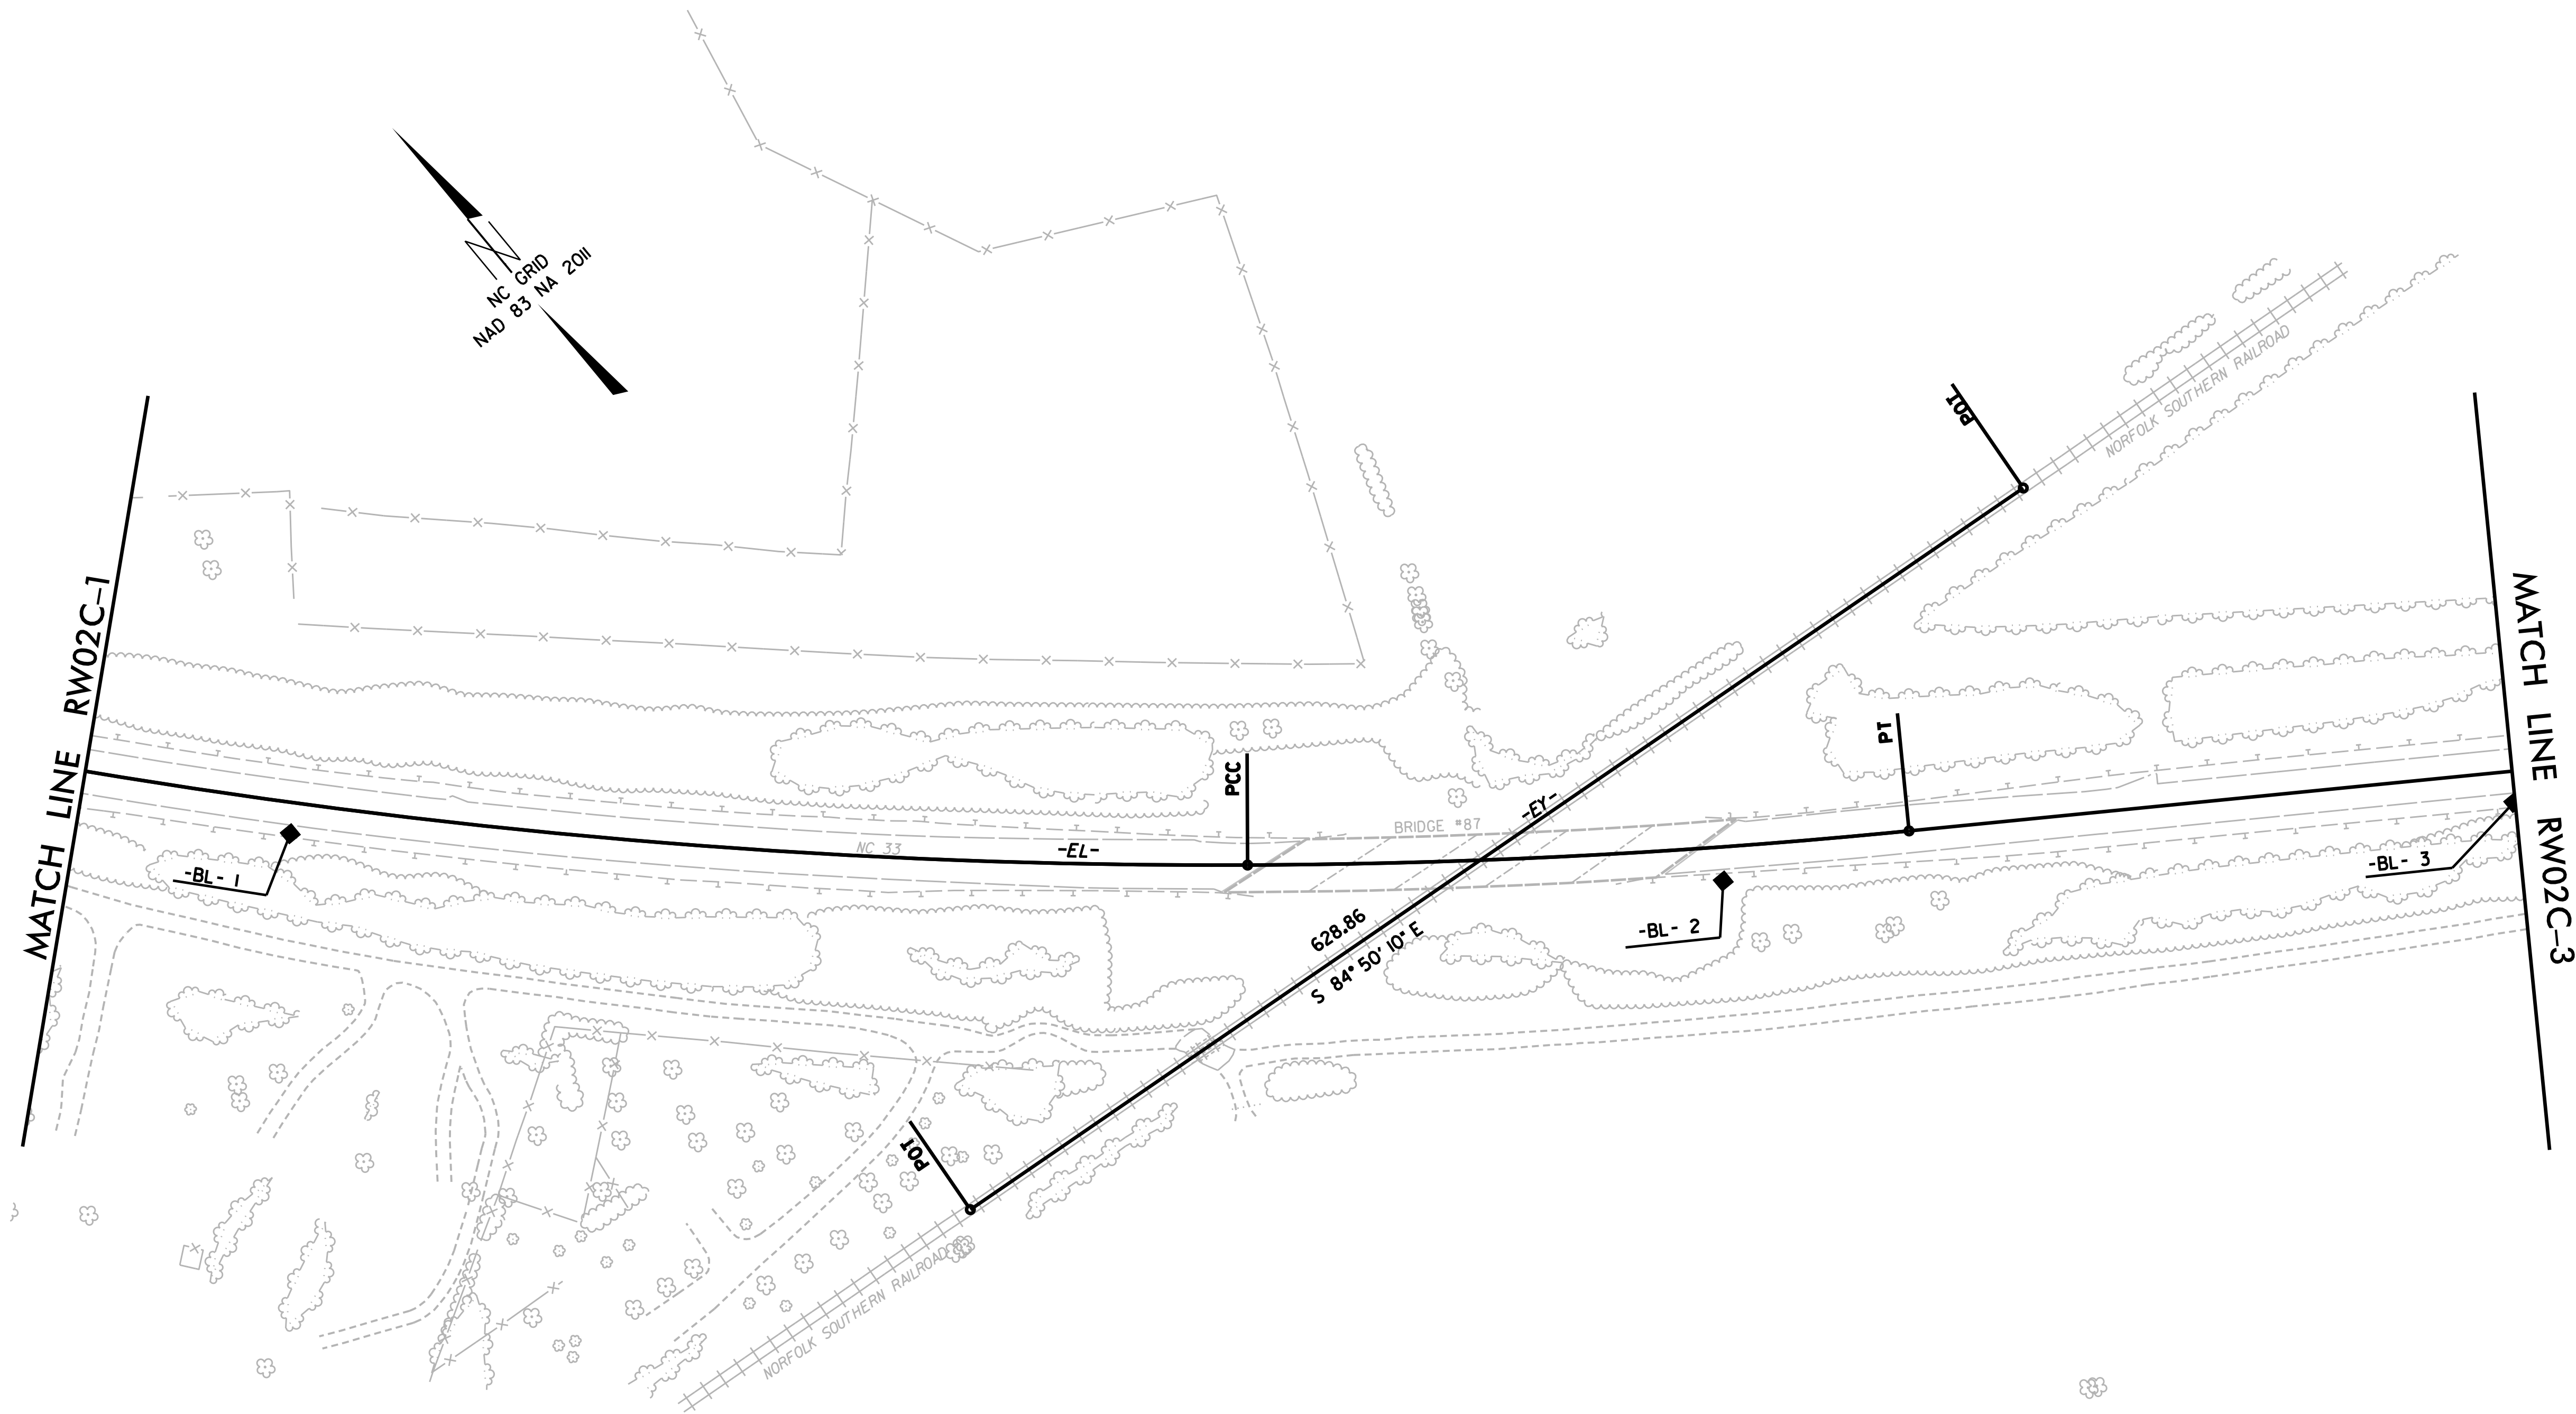 NC GRID
NAD 83 NA 2011
MATCH LINE RW02C-1
MATCH LINE RW02C-3
POT
NORFOLK SOUTHERN RAILROAD
PT
PCC
-EY-
BRIDGE #87
NC 33
-EL-
-BL- 1
-BL- 2
-BL- 3
628.86
S 84° 50' 10" E
POT
NORFOLK SOUTHERN RAILROAD